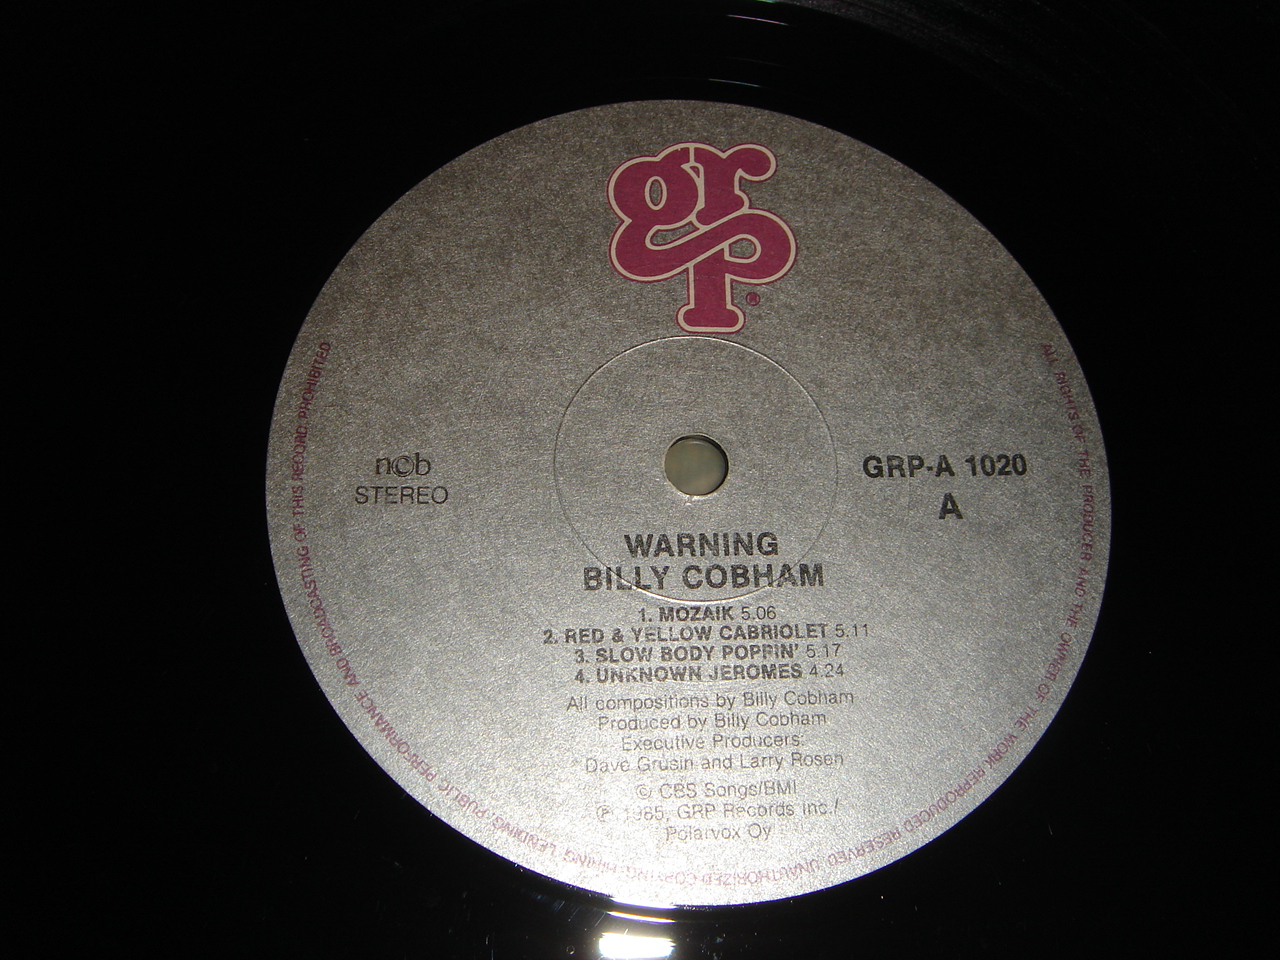 grp
®
ncb
STEREO
GRP-A 1020
A
WARNING
BILLY COBHAM
1. MOZAIK 5.06
2. RED & YELLOW CABRIOLET 5.11
3. SLOW BODY POPPIN' 5.17
4. UNKNOWN JEROMES 4.24
All compositions by Billy Cobham
Produced by Billy Cobham
Executive Producers:
Dave Grusin and Larry Rosen
© CBS Songs/BMI
℗ 1985, GRP Records Inc./
Polarvox Oy
ALL RIGHTS OF THE PRODUCER AND THE OWNER OF THE WORK REPRODUCED RESERVED. UNAUTHORIZED COPYING, HIRING, LENDING, PUBLIC PERFORMANCE AND BROADCASTING OF THIS RECORD PROHIBITED